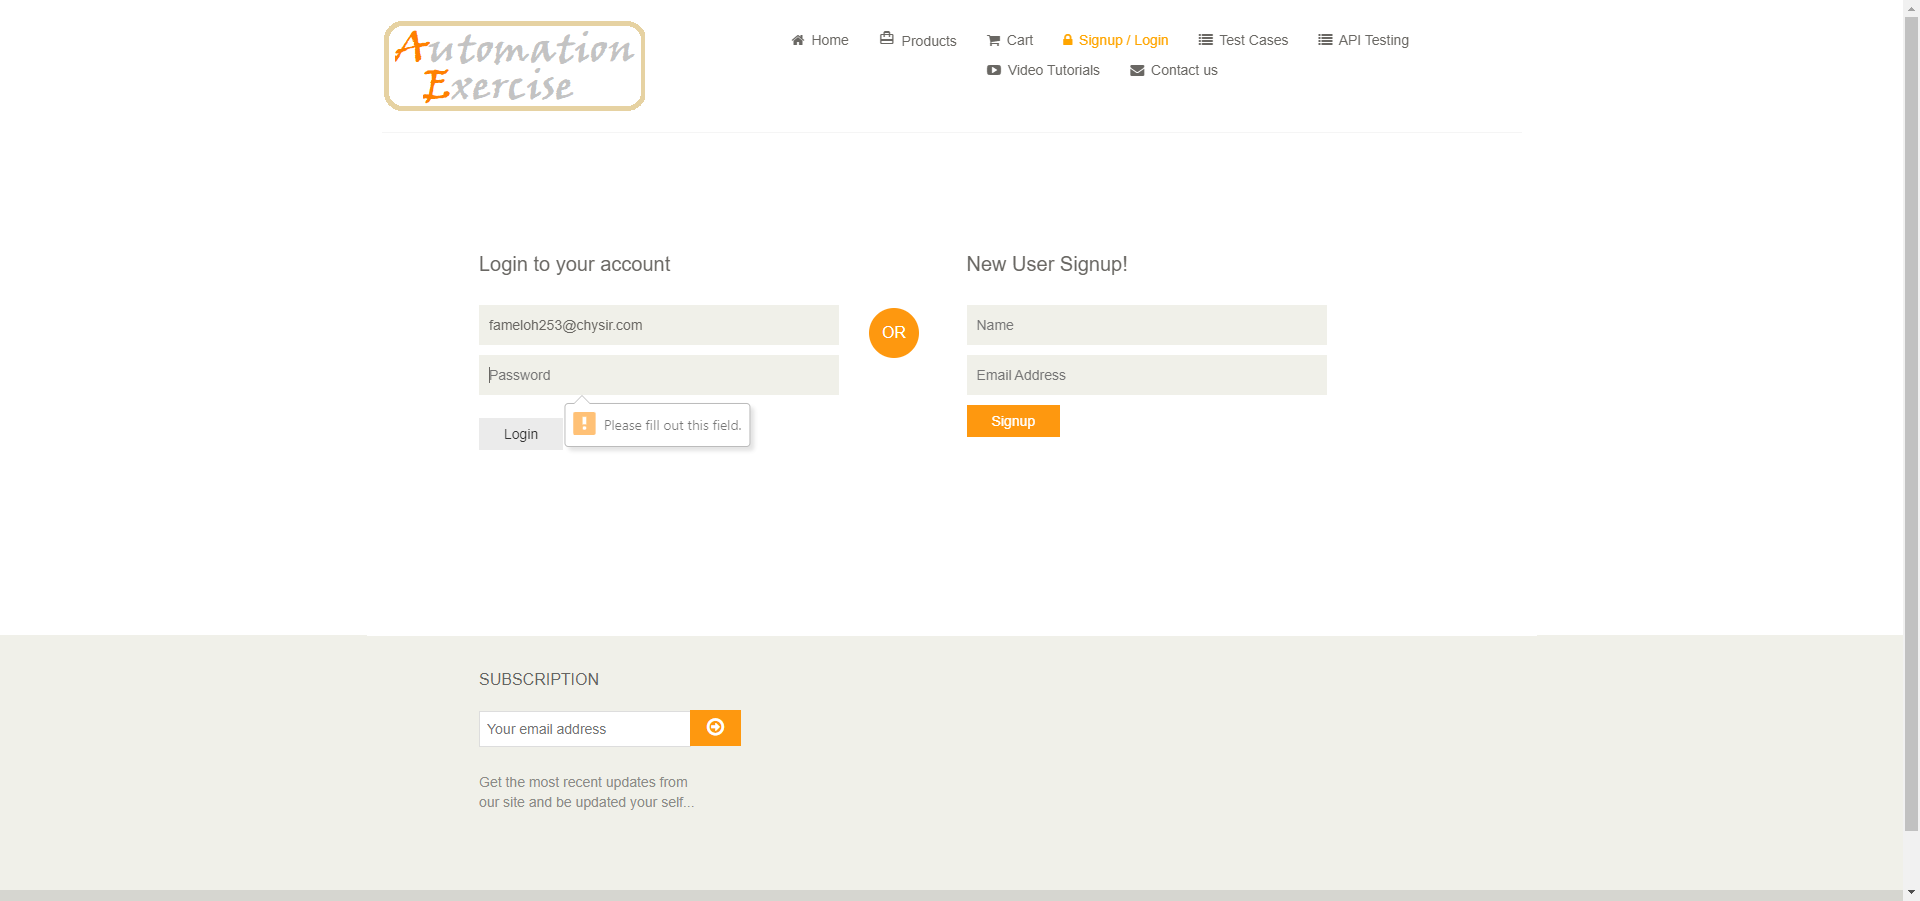 Automation
Exercise
Home
Products
Cart
Signup / Login
Test Cases
API Testing
Video Tutorials
Contact us
Login to your account
fameloh253@chysir.com
Password
Please fill out this field.
Login
OR
New User Signup!
Name
Email Address
Signup
SUBSCRIPTION
Your email address
Get the most recent updates from
our site and be updated your self...